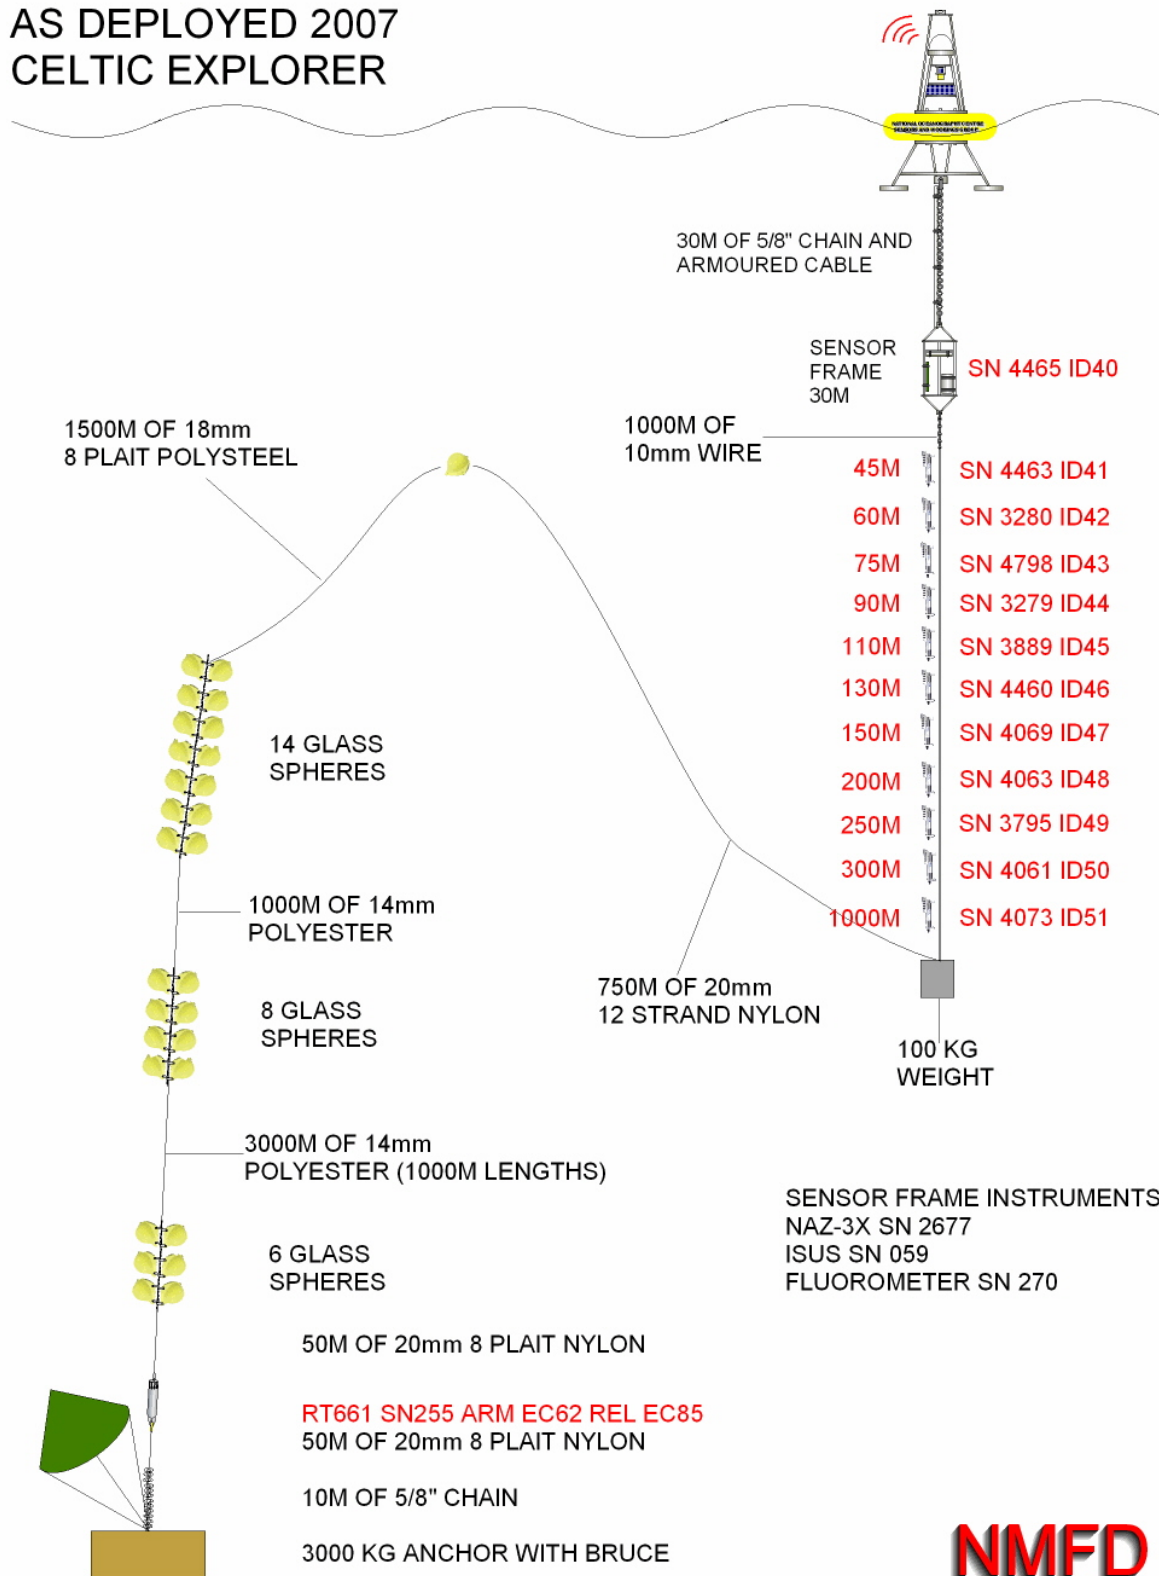 AS DEPLOYED 2007
CELTIC EXPLORER
NATIONAL OCEANOGRAPHY CENTRE
SENSORS AND MOORINGS GROUP
30M OF 5/8" CHAIN AND
ARMOURED CABLE
SENSOR
FRAME
30M
SN 4465 ID40
1500M OF 18mm
8 PLAIT POLYSTEEL
1000M OF
10mm WIRE
45M SN 4463 ID41
60M SN 3280 ID42
75M SN 4798 ID43
90M SN 3279 ID44
110M SN 3889 ID45
130M SN 4460 ID46
150M SN 4069 ID47
200M SN 4063 ID48
250M SN 3795 ID49
300M SN 4061 ID50
1000M SN 4073 ID51
14 GLASS
SPHERES
1000M OF 14mm
POLYESTER
750M OF 20mm
12 STRAND NYLON
8 GLASS
SPHERES
100 KG
WEIGHT
3000M OF 14mm
POLYESTER (1000M LENGTHS)
SENSOR FRAME INSTRUMENTS
NAZ-3X SN 2677
ISUS SN 059
FLUOROMETER SN 270
6 GLASS
SPHERES
50M OF 20mm 8 PLAIT NYLON
RT661 SN255 ARM EC62 REL EC85
50M OF 20mm 8 PLAIT NYLON
10M OF 5/8" CHAIN
3000 KG ANCHOR WITH BRUCE
NMFD